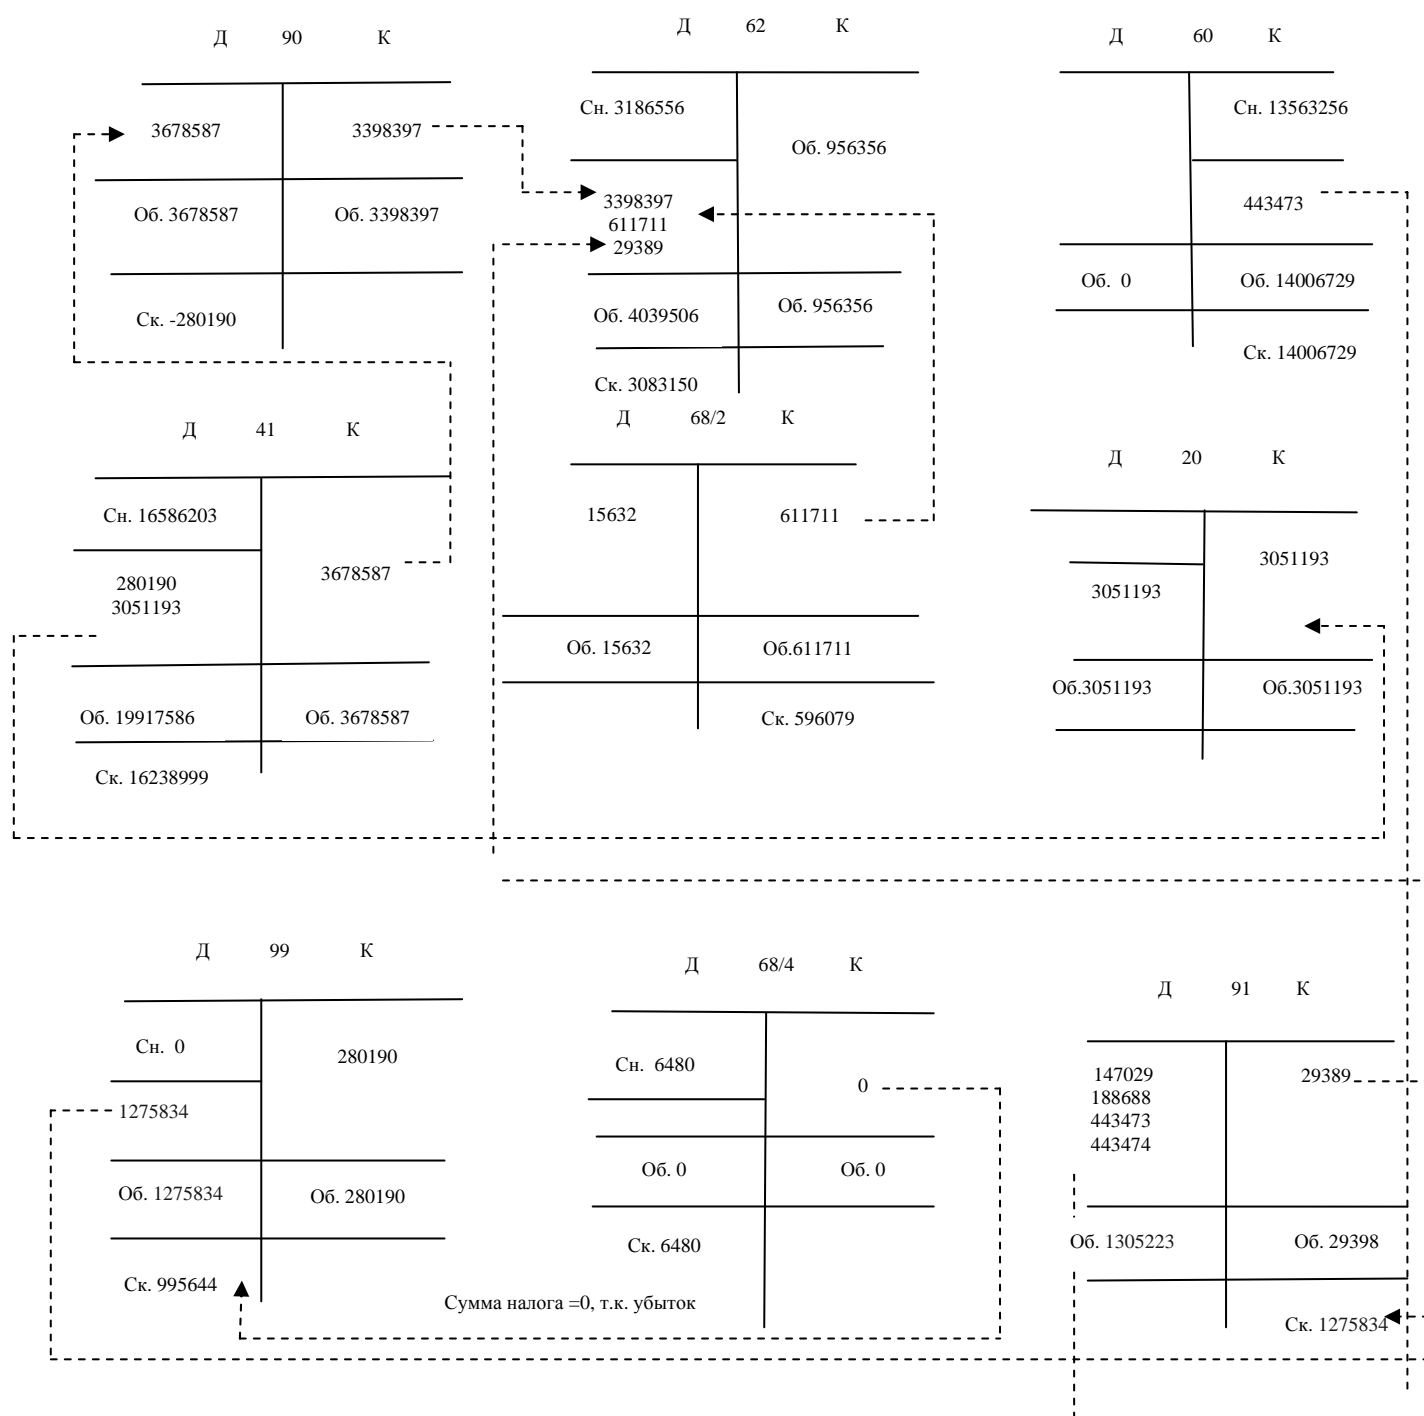 Д 90 К
3678587 3398397
Об. 3678587 Об. 3398397
Ск. -280190
Д 62 К
Сн. 3186556
Об. 956356
3398397
611711
29389
Об. 4039506 Об. 956356
Ск. 3083150
Д 60 К
Сн. 13563256
443473
Об. 0 Об. 14006729
Ск. 14006729
Д 41 К
Сн. 16586203
3678587
280190
3051193
Об. 19917586 Об. 3678587
Ск. 16238999
Д 68/2 К
15632 611711
Об. 15632 Об.611711
Ск. 596079
Д 20 К
3051193
3051193
Об.3051193 Об.3051193
Д 99 К
Сн. 0
280190
1275834
Об. 1275834 Об. 280190
Ск. 995644
Д 68/4 К
Сн. 6480
0
Об. 0 Об. 0
Ск. 6480
Сумма налога =0, т.к. убыток
Д 91 К
147029 29389
188688
443473
443474
Об. 1305223 Об. 29398
Ск. 1275834